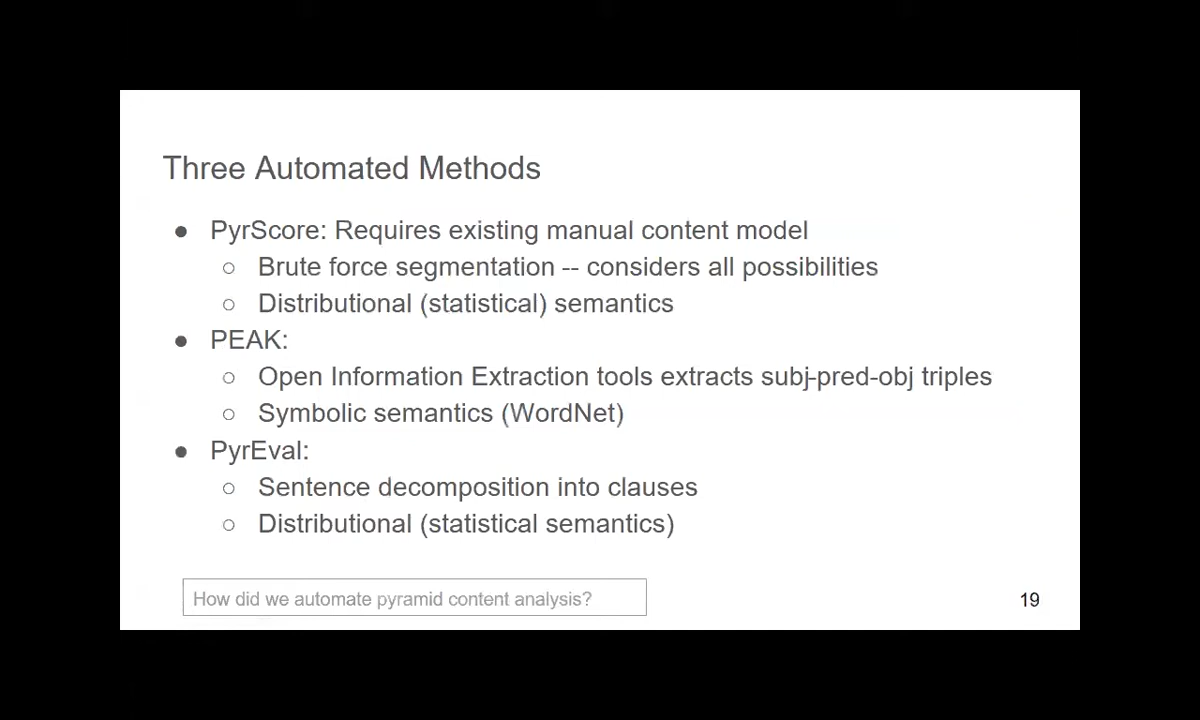 Three Automated Methods
● PyrScore: Requires existing manual content model
○ Brute force segmentation -- considers all possibilities
○ Distributional (statistical) semantics
● PEAK:
○ Open Information Extraction tools extracts subj-pred-obj triples
○ Symbolic semantics (WordNet)
● PyrEval:
○ Sentence decomposition into clauses
○ Distributional (statistical semantics)
How did we automate pyramid content analysis?
19